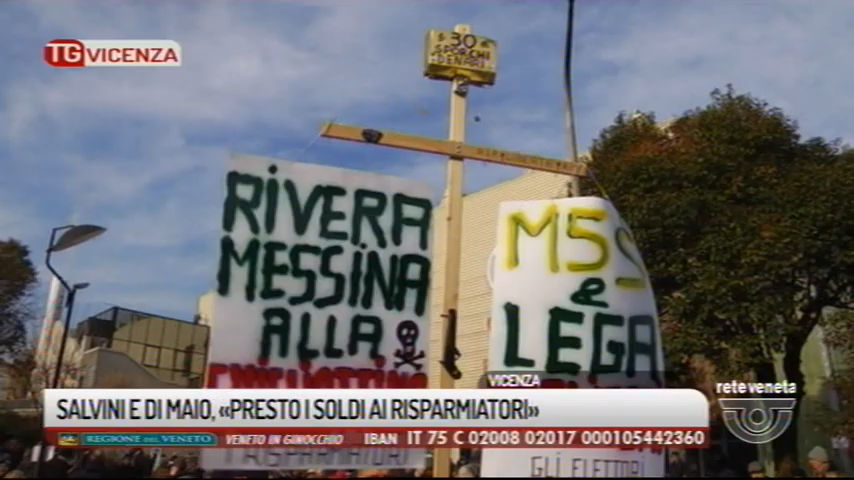 TG VICENZA
30
SPORCHI
DENARI
RIVERA
MESSINA
ALLA
M5S
&
LEGA
VICENZA
SALVINI E DI MAIO, «PRESTO I SOLDI AI RISPARMIATORI»
reteveneta
REGIONE DEL VENETO VENETO IN GINOCCHIO IBAN IT 75 C 02008 02017 000105442360
RISPARMIATORI
GLI ELETTORI